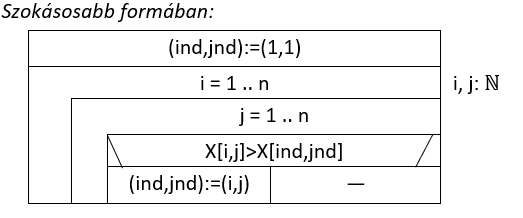 Szokásosabb formában:
(ind,jnd):=(1,1)
i = 1 .. n
i, j: ℕ
j = 1 .. n
X[i,j]>X[ind,jnd]
(ind,jnd):=(i,j)
—